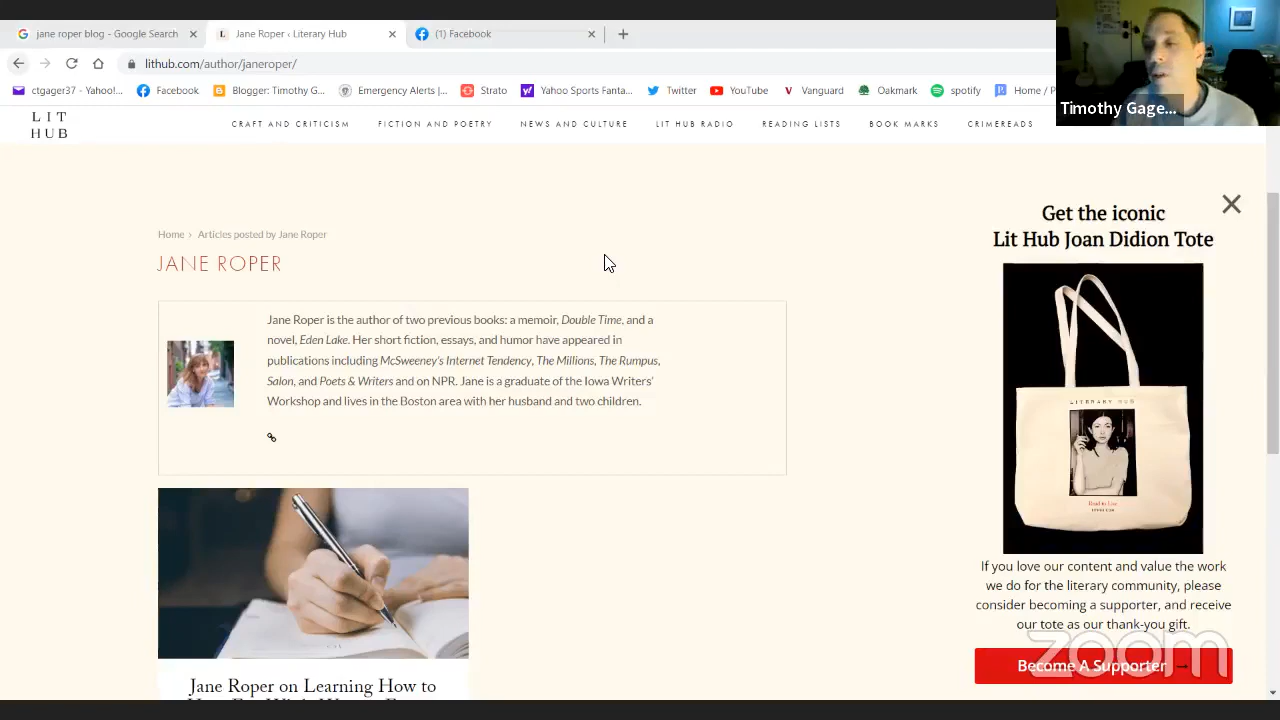 jane roper blog - Google Search
Jane Roper ‹ Literary Hub
(1) Facebook
lithub.com/author/janeroper/
ctgager37 - Yahoo!...
Facebook
Blogger: Timothy G...
Emergency Alerts |...
Strato
Yahoo Sports Fanta...
Twitter
YouTube
Vanguard
Oakmark
spotify
Home / P
Timothy Gage...
LIT
HUB
CRAFT AND CRITICISM
FICTION AND POETRY
NEWS AND CULTURE
LIT HUB RADIO
READING LISTS
BOOK MARKS
CRIMEREADS
Home › Articles posted by Jane Roper
JANE ROPER
Jane Roper is the author of two previous books: a memoir, Double Time, and a
novel, Eden Lake. Her short fiction, essays, and humor have appeared in
publications including McSweeney's Internet Tendency, The Millions, The Rumpus,
Salon, and Poets & Writers and on NPR. Jane is a graduate of the Iowa Writers'
Workshop and lives in the Boston area with her husband and two children.
Jane Roper on Learning How to
Get the iconic
Lit Hub Joan Didion Tote
LITERARY HUB
If you love our content and value the work
we do for the literary community, please
consider becoming a supporter, and receive
our tote as our thank-you gift.
zoom
Become A Supporter →